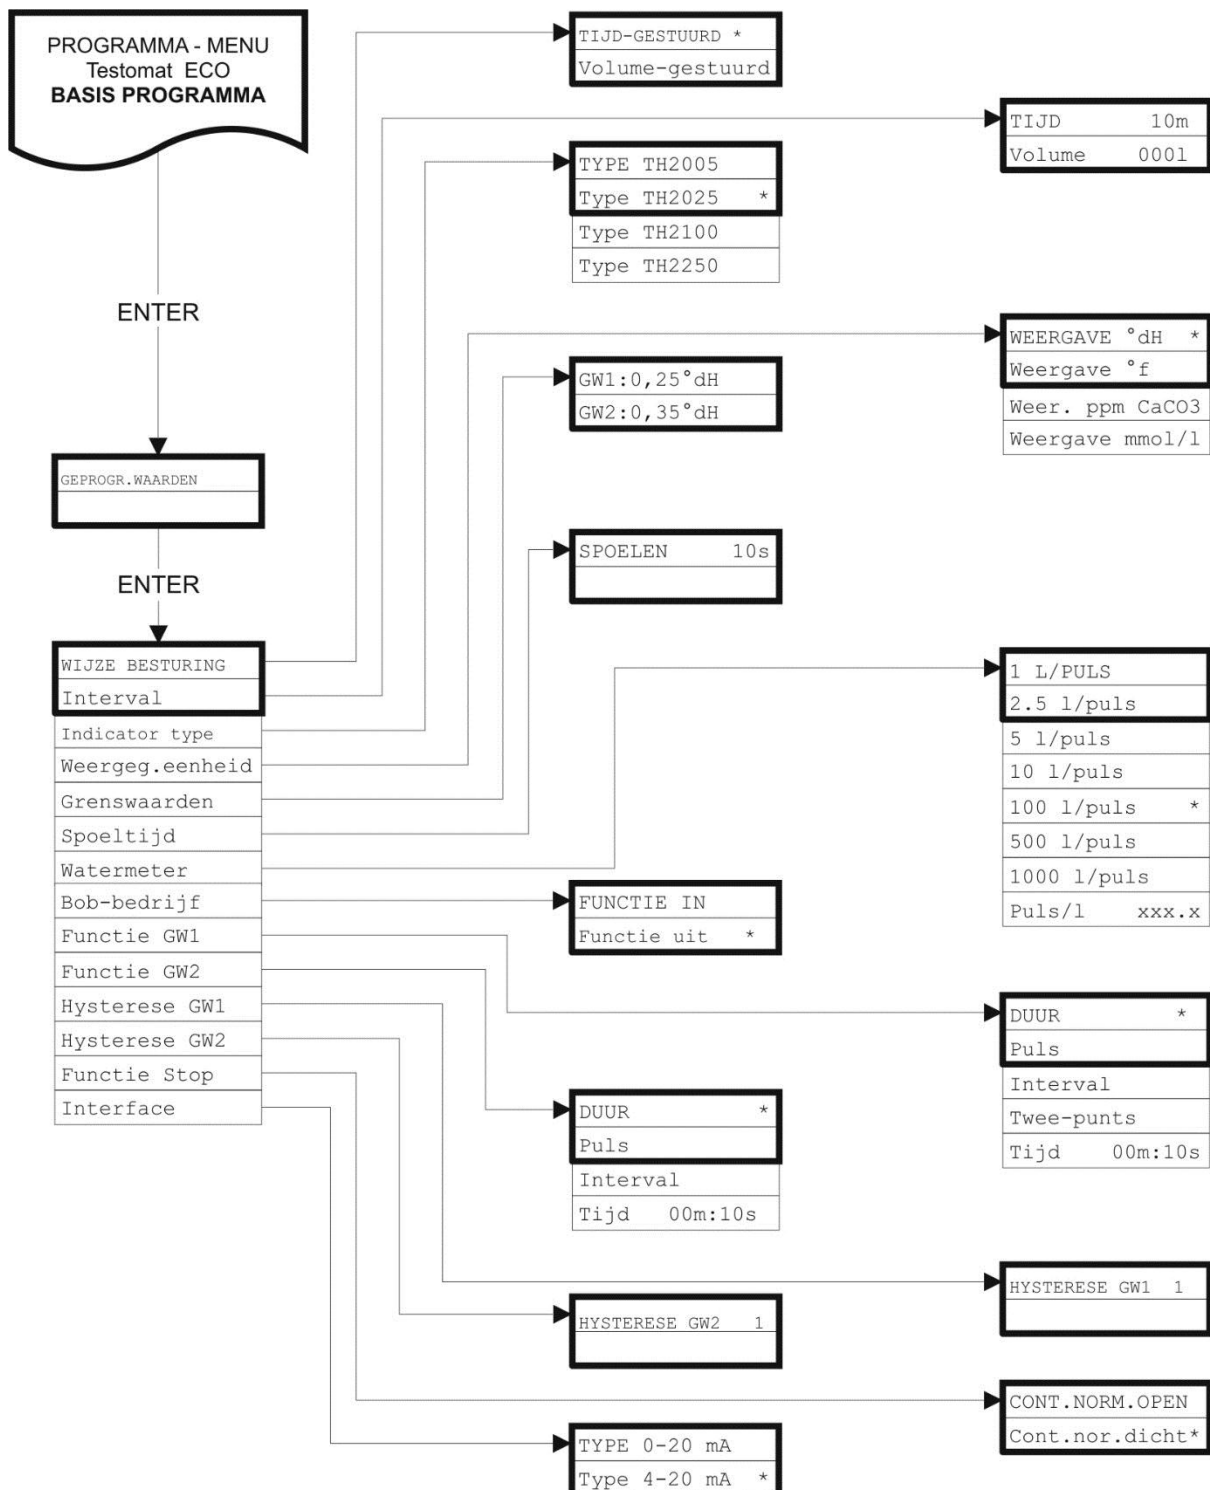 PROGRAMMA - MENU
Testomat ECO
BASIS PROGRAMMA
ENTER
GEPROGR.WAARDEN
ENTER
WIJZE BESTURING
Interval
Indicator type
Weergeg.eenheid
Grenswaarden
Spoeltijd
Watermeter
Bob-bedrijf
Functie GW1
Functie GW2
Hysterese GW1
Hysterese GW2
Functie Stop
Interface
TIJD-GESTUURD *
Volume-gestuurd
TIJD 10m
Volume 000l
TYPE TH2005
Type TH2025 *
Type TH2100
Type TH2250
WEERGAVE °dH *
Weergave °f
Weer. ppm CaCO3
Weergave mmol/l
GW1:0,25°dH
GW2:0,35°dH
SPOELEN 10s
1 L/PULS
2.5 l/puls
5 l/puls
10 l/puls
100 l/puls *
500 l/puls
1000 l/puls
Puls/l xxx.x
FUNCTIE IN
Functie uit *
DUUR *
Puls
Interval
Twee-punts
Tijd 00m:10s
DUUR *
Puls
Interval
Tijd 00m:10s
HYSTERESE GW1 1
HYSTERESE GW2 1
CONT.NORM.OPEN
Cont.nor.dicht*
TYPE 0-20 mA
Type 4-20 mA *